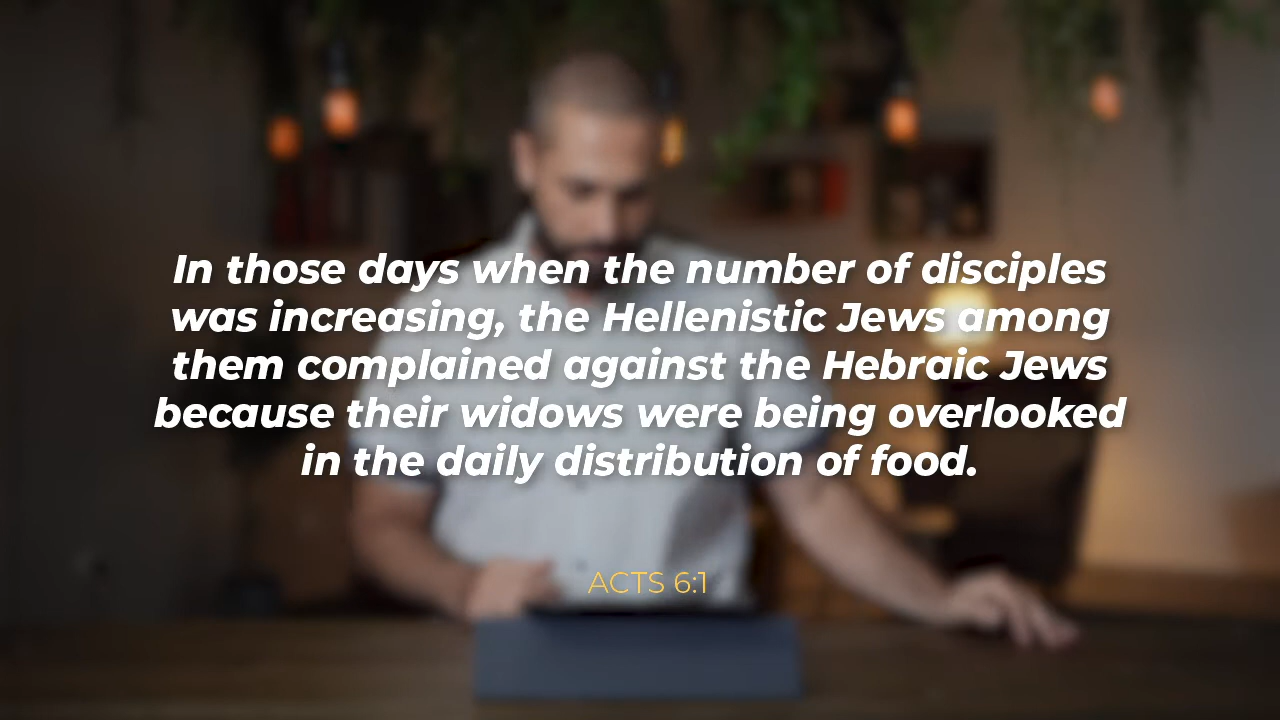 In those days when the number of disciples
was increasing, the Hellenistic Jews among
them complained against the Hebraic Jews
because their widows were being overlooked
in the daily distribution of food.
ACTS 6:1